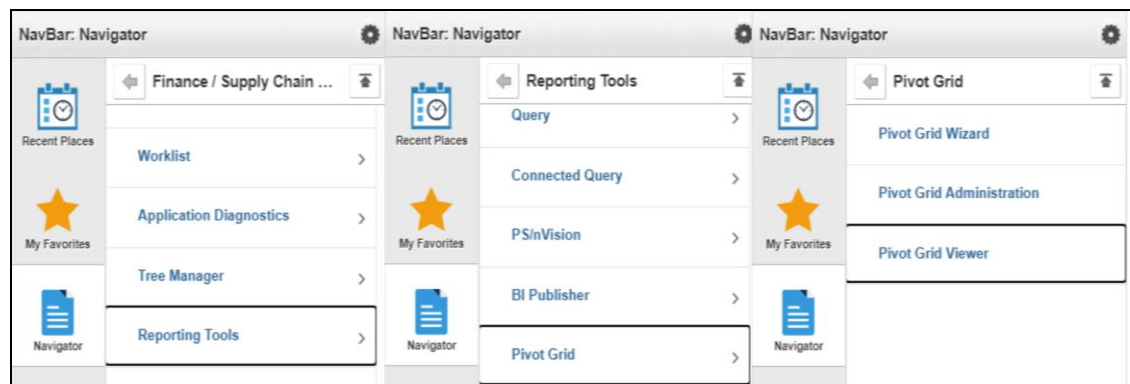 NavBar: Navigator
Finance / Supply Chain ...
Recent Places
Worklist
Application Diagnostics
My Favorites
Tree Manager
Reporting Tools
Navigator
NavBar: Navigator
Reporting Tools
Query
Recent Places
Connected Query
PS/nVision
My Favorites
BI Publisher
Pivot Grid
Navigator
NavBar: Navigator
Pivot Grid
Pivot Grid Wizard
Recent Places
Pivot Grid Administration
My Favorites
Pivot Grid Viewer
Navigator